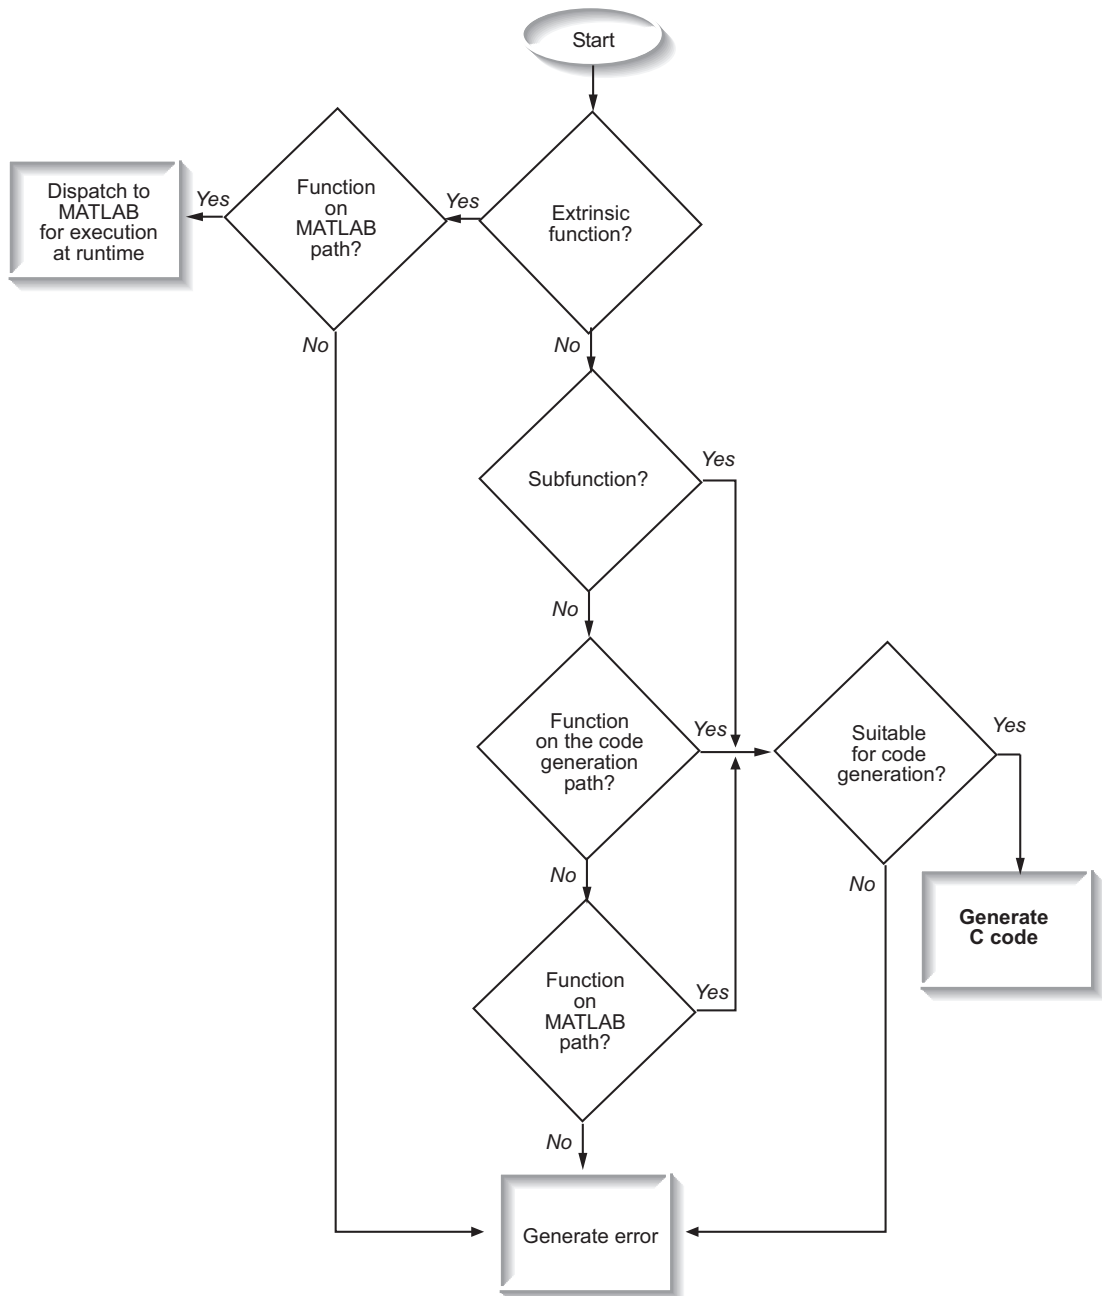 Start
Extrinsic
function?
Yes
Function
on
MATLAB
path?
Yes
Dispatch to
MATLAB
for execution
at runtime
No
No
Subfunction?
Yes
No
Function
on the code
generation
path?
Yes
Suitable
for code
generation?
Yes
No
No
Generate
C code
Function
on
MATLAB
path?
Yes
No
Generate error